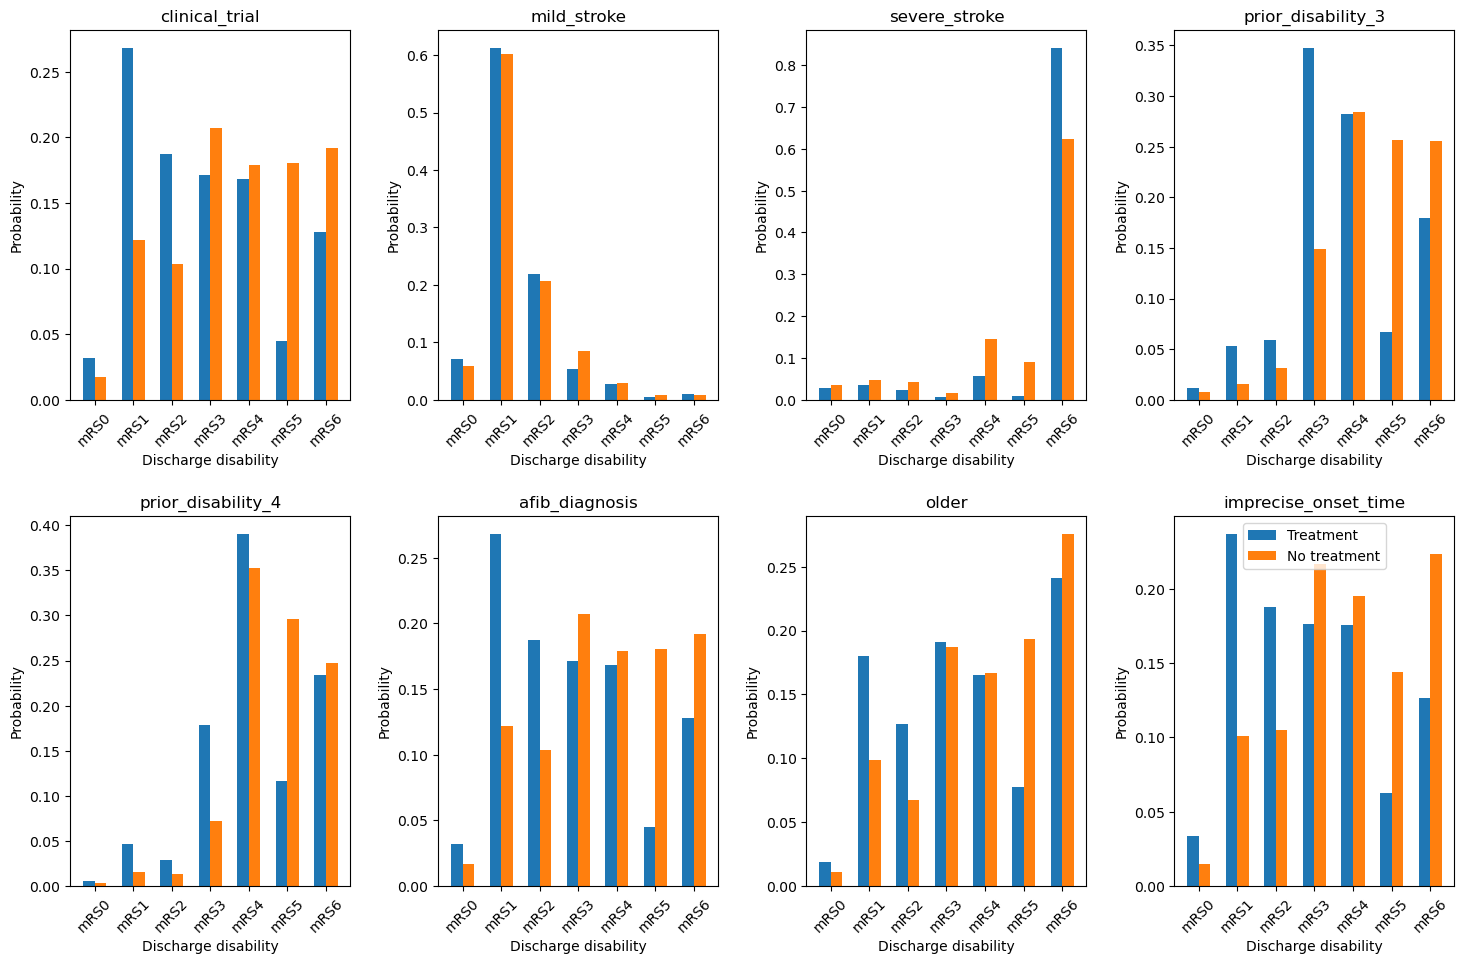 clinical_trial
Probability
0.25
0.20
0.15
0.10
0.05
0.00
mRS0 mRS1 mRS2 mRS3 mRS4 mRS5 mRS6
Discharge disability
mild_stroke
Probability
0.6
0.5
0.4
0.3
0.2
0.1
0.0
mRS0 mRS1 mRS2 mRS3 mRS4 mRS5 mRS6
Discharge disability
severe_stroke
Probability
0.8
0.7
0.6
0.5
0.4
0.3
0.2
0.1
0.0
mRS0 mRS1 mRS2 mRS3 mRS4 mRS5 mRS6
Discharge disability
prior_disability_3
Probability
0.35
0.30
0.25
0.20
0.15
0.10
0.05
0.00
mRS0 mRS1 mRS2 mRS3 mRS4 mRS5 mRS6
Discharge disability
prior_disability_4
Probability
0.40
0.35
0.30
0.25
0.20
0.15
0.10
0.05
0.00
mRS0 mRS1 mRS2 mRS3 mRS4 mRS5 mRS6
Discharge disability
afib_diagnosis
Probability
0.25
0.20
0.15
0.10
0.05
0.00
mRS0 mRS1 mRS2 mRS3 mRS4 mRS5 mRS6
Discharge disability
older
Probability
0.25
0.20
0.15
0.10
0.05
0.00
mRS0 mRS1 mRS2 mRS3 mRS4 mRS5 mRS6
Discharge disability
imprecise_onset_time
Treatment
No treatment
Probability
0.20
0.15
0.10
0.05
0.00
mRS0 mRS1 mRS2 mRS3 mRS4 mRS5 mRS6
Discharge disability